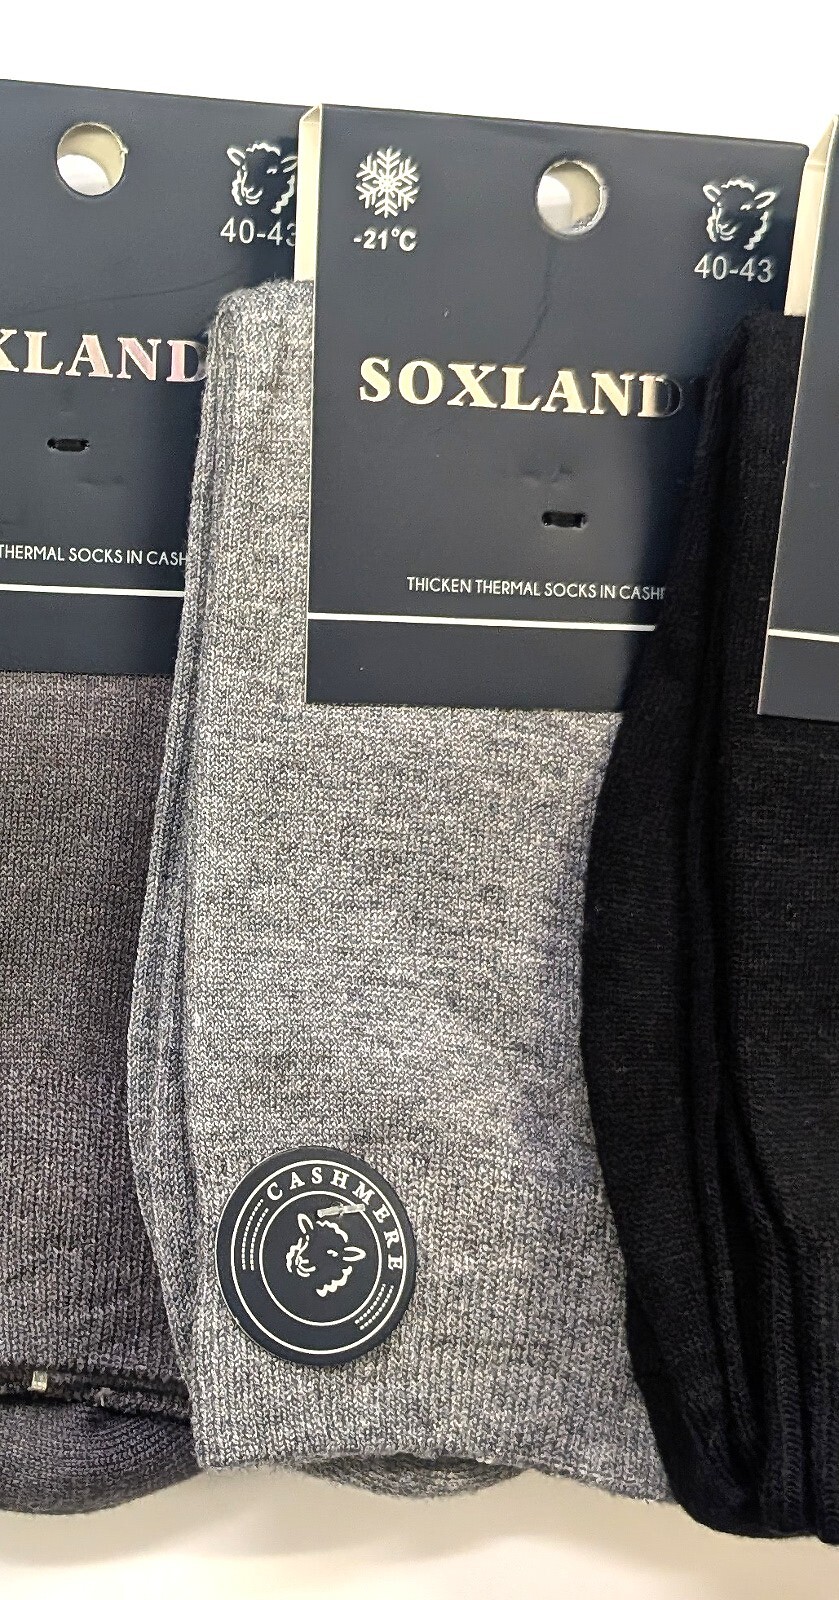 40-43
XLAND
THERMAL SOCKS IN CASH
-21°C
40-43
SOXLAND
THICKEN THERMAL SOCKS IN CASH
CASHMERE